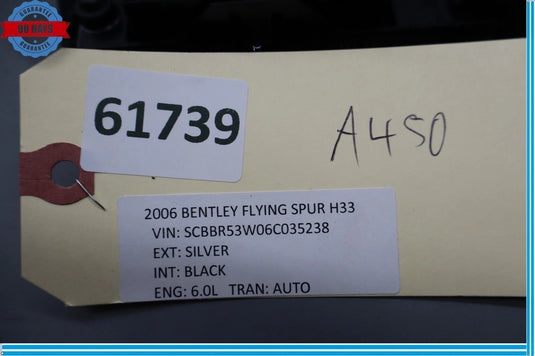 GUARANTEE
90 DAYS
GUARANTEE
61739
A450
2006 BENTLEY FLYING SPUR H33
VIN: SCBBR53W06C035238
EXT: SILVER
INT: BLACK
ENG: 6.0L TRAN: AUTO